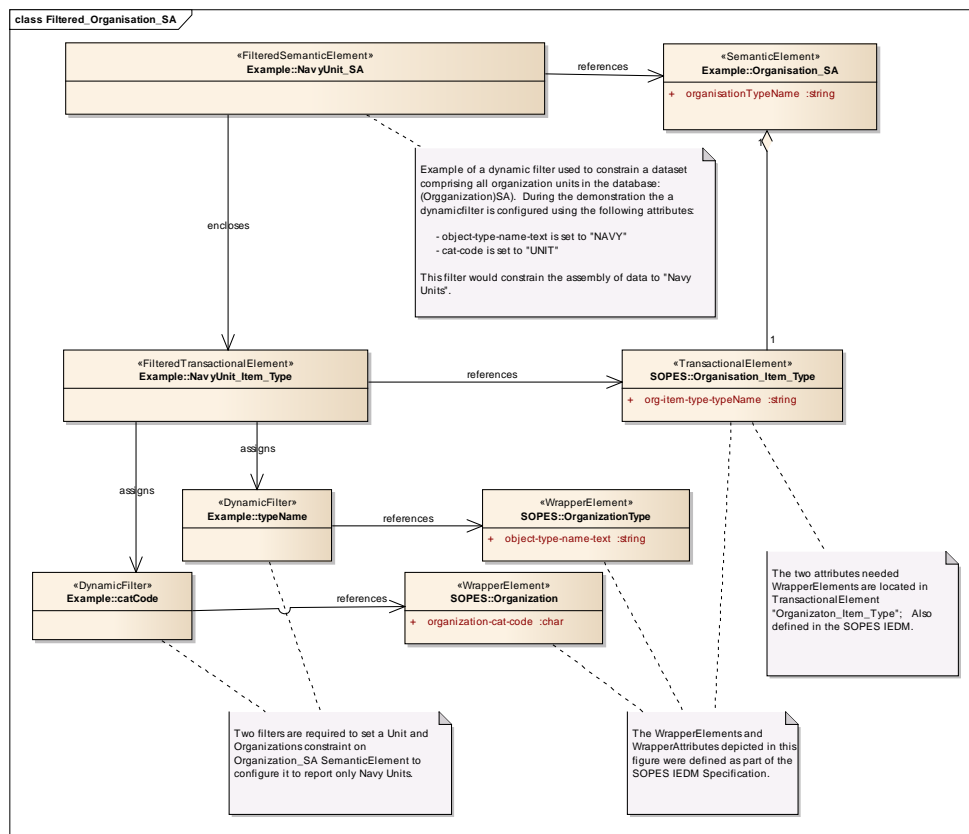 class Filtered_Organisation_SA
«FilteredSemanticElement»
Example::NavyUnit_SA
references
«SemanticElement»
Example::Organisation_SA
+ organisationTypeName :string
1
Example of a dynamic filter used to constrain a dataset
comprising all organization units in the database:
(Orgganization)SA). During the demonstration the a
dynamicfilter is configured using the following attributes:
- object-type-name-text is set to "NAVY"
- cat-code is set to "UNIT"
This filter would constrain the assembly of data to "Navy
Units".
encloses
1
«FilteredTransactionalElement»
Example::NavyUnit_Item_Type
references
«TransactionalElement»
SOPES::Organisation_Item_Type
+ org-item-type-typeName :string
assigns
assigns
«DynamicFilter»
Example::typeName
references
«WrapperElement»
SOPES::OrganizationType
+ object-type-name-text :string
«DynamicFilter»
Example::catCode
references
«WrapperElement»
SOPES::Organization
+ organization-cat-code :char
The two attributes needed
WrapperElements are located in
TransactionalElement
"Organizaton_Item_Type"; Also
defined in the SOPES IEDM.
Two filters are required to set a Unit and
Organizations constraint on
Organization_SA SemanticElement to
configure it to report only Navy Units.
The WrapperElements and
WrapperAttributes depicted in this
figure were defined as part of the
SOPES IEDM Specification.